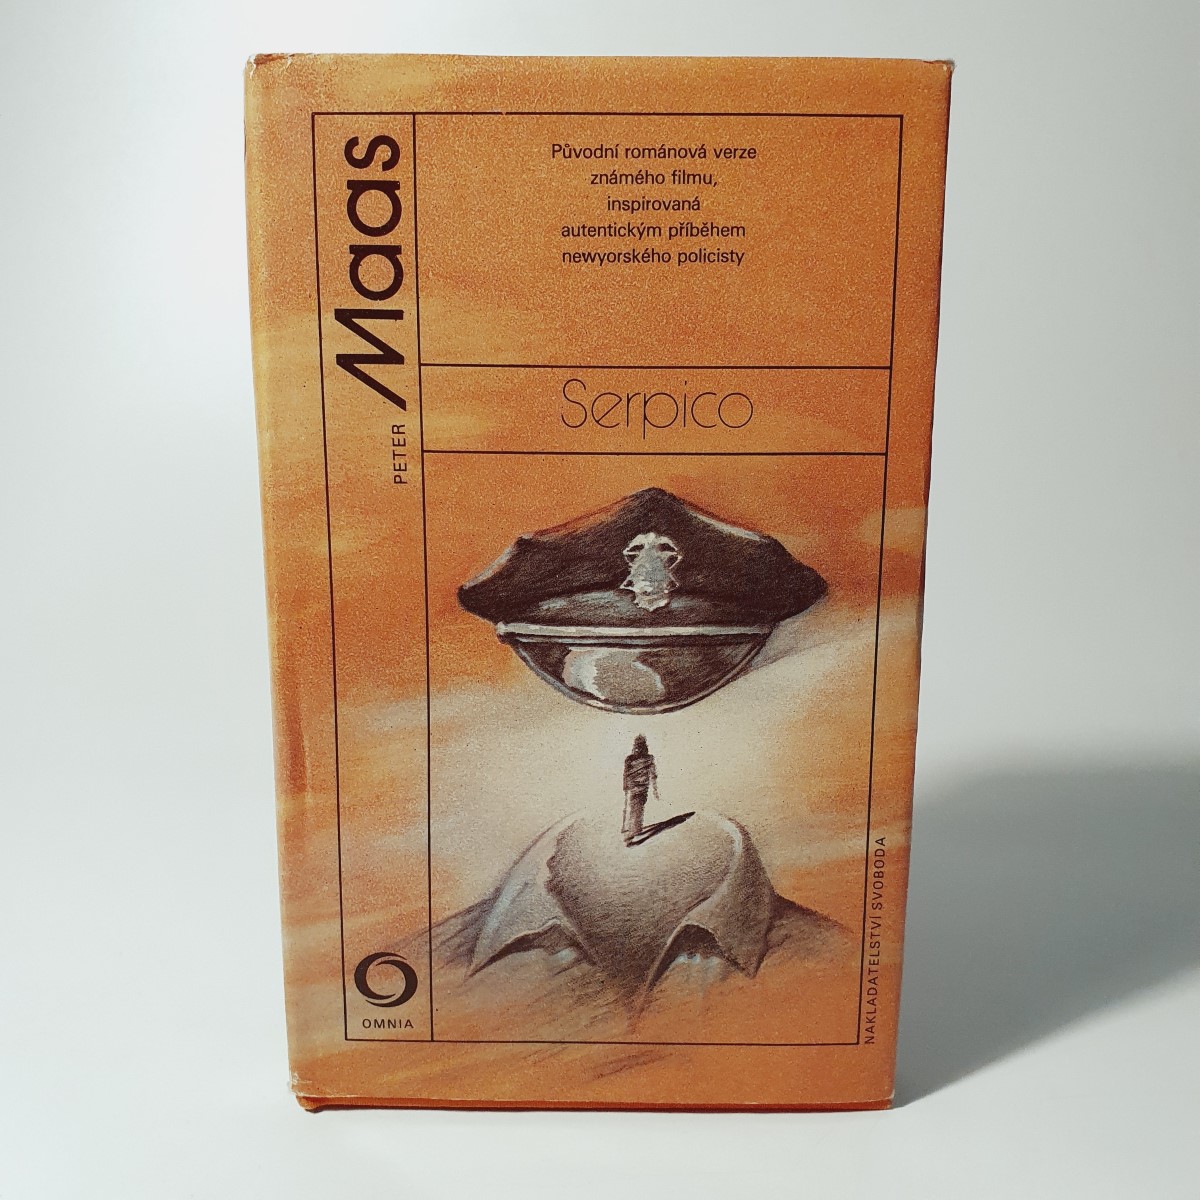 PETER Maas
Původní románová verze
známého filmu,
inspirovaná
autentickým příběhem
newyorského policisty
Serpico
OMNIA
NAKLADATELSTVÍ SVOBODA